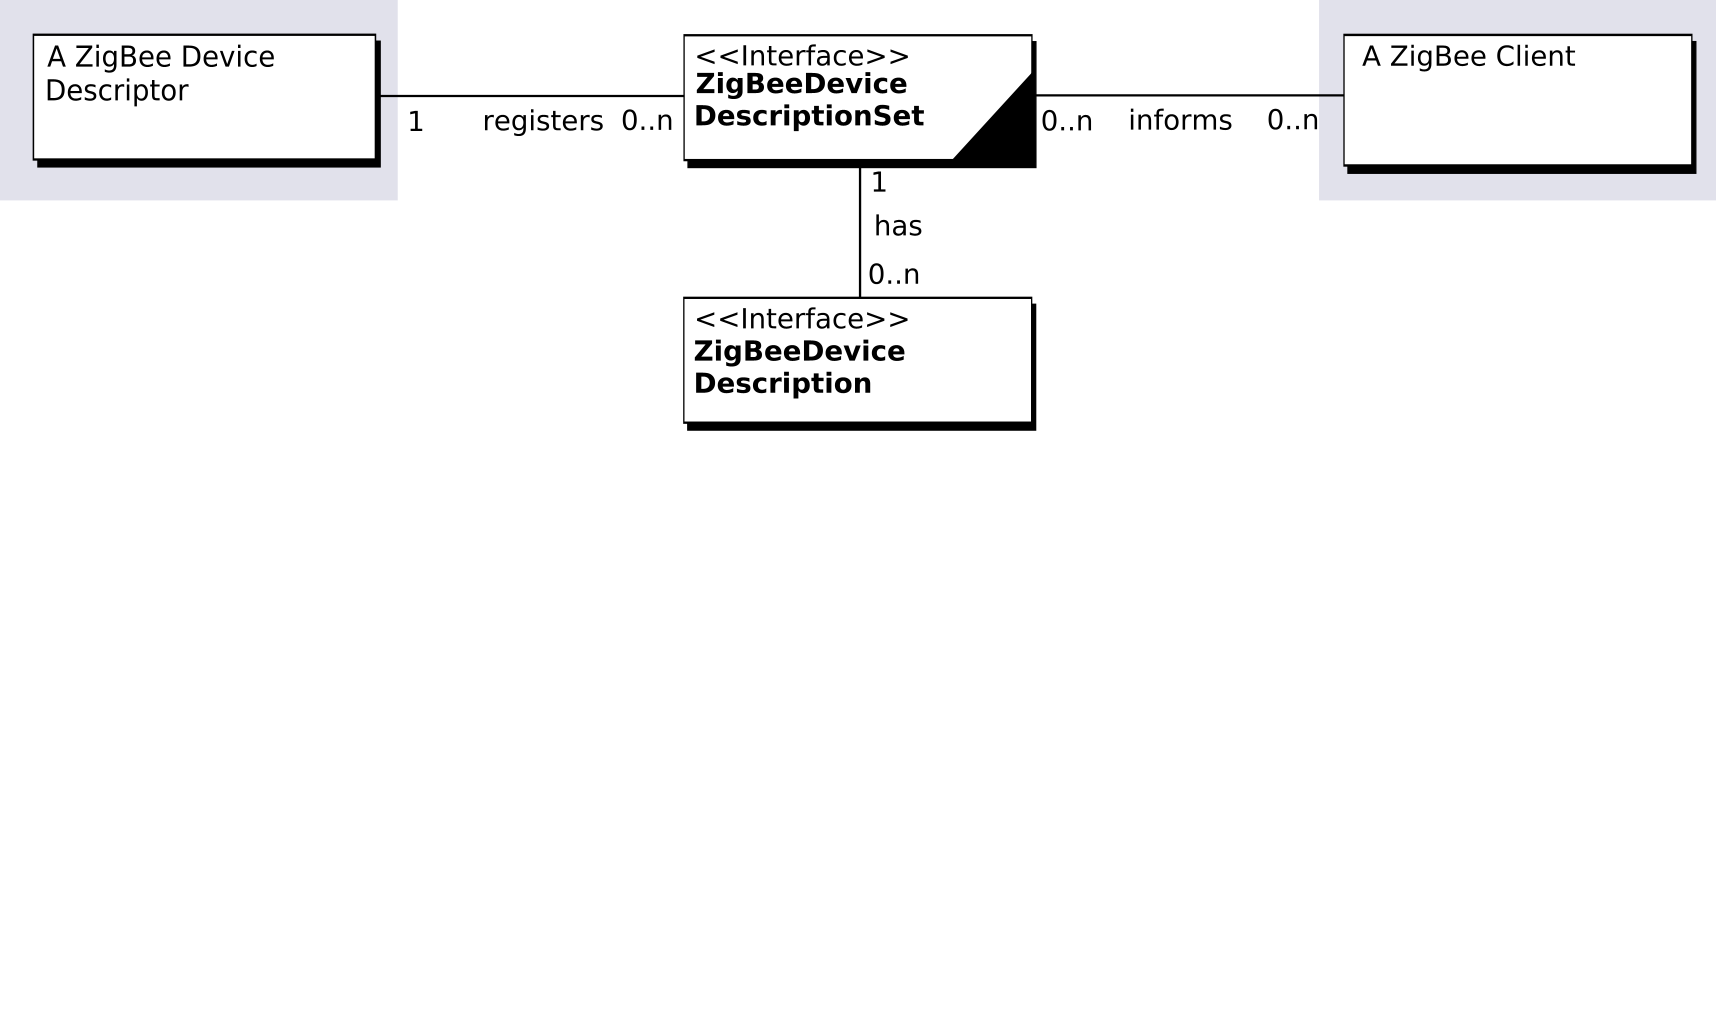 A ZigBee Device
Descriptor
1
registers
0..n
<<Interface>>
ZigBeeDevice
DescriptionSet
0..n
informs
0..n
A ZigBee Client
1
has
0..n
<<Interface>>
ZigBeeDevice
Description